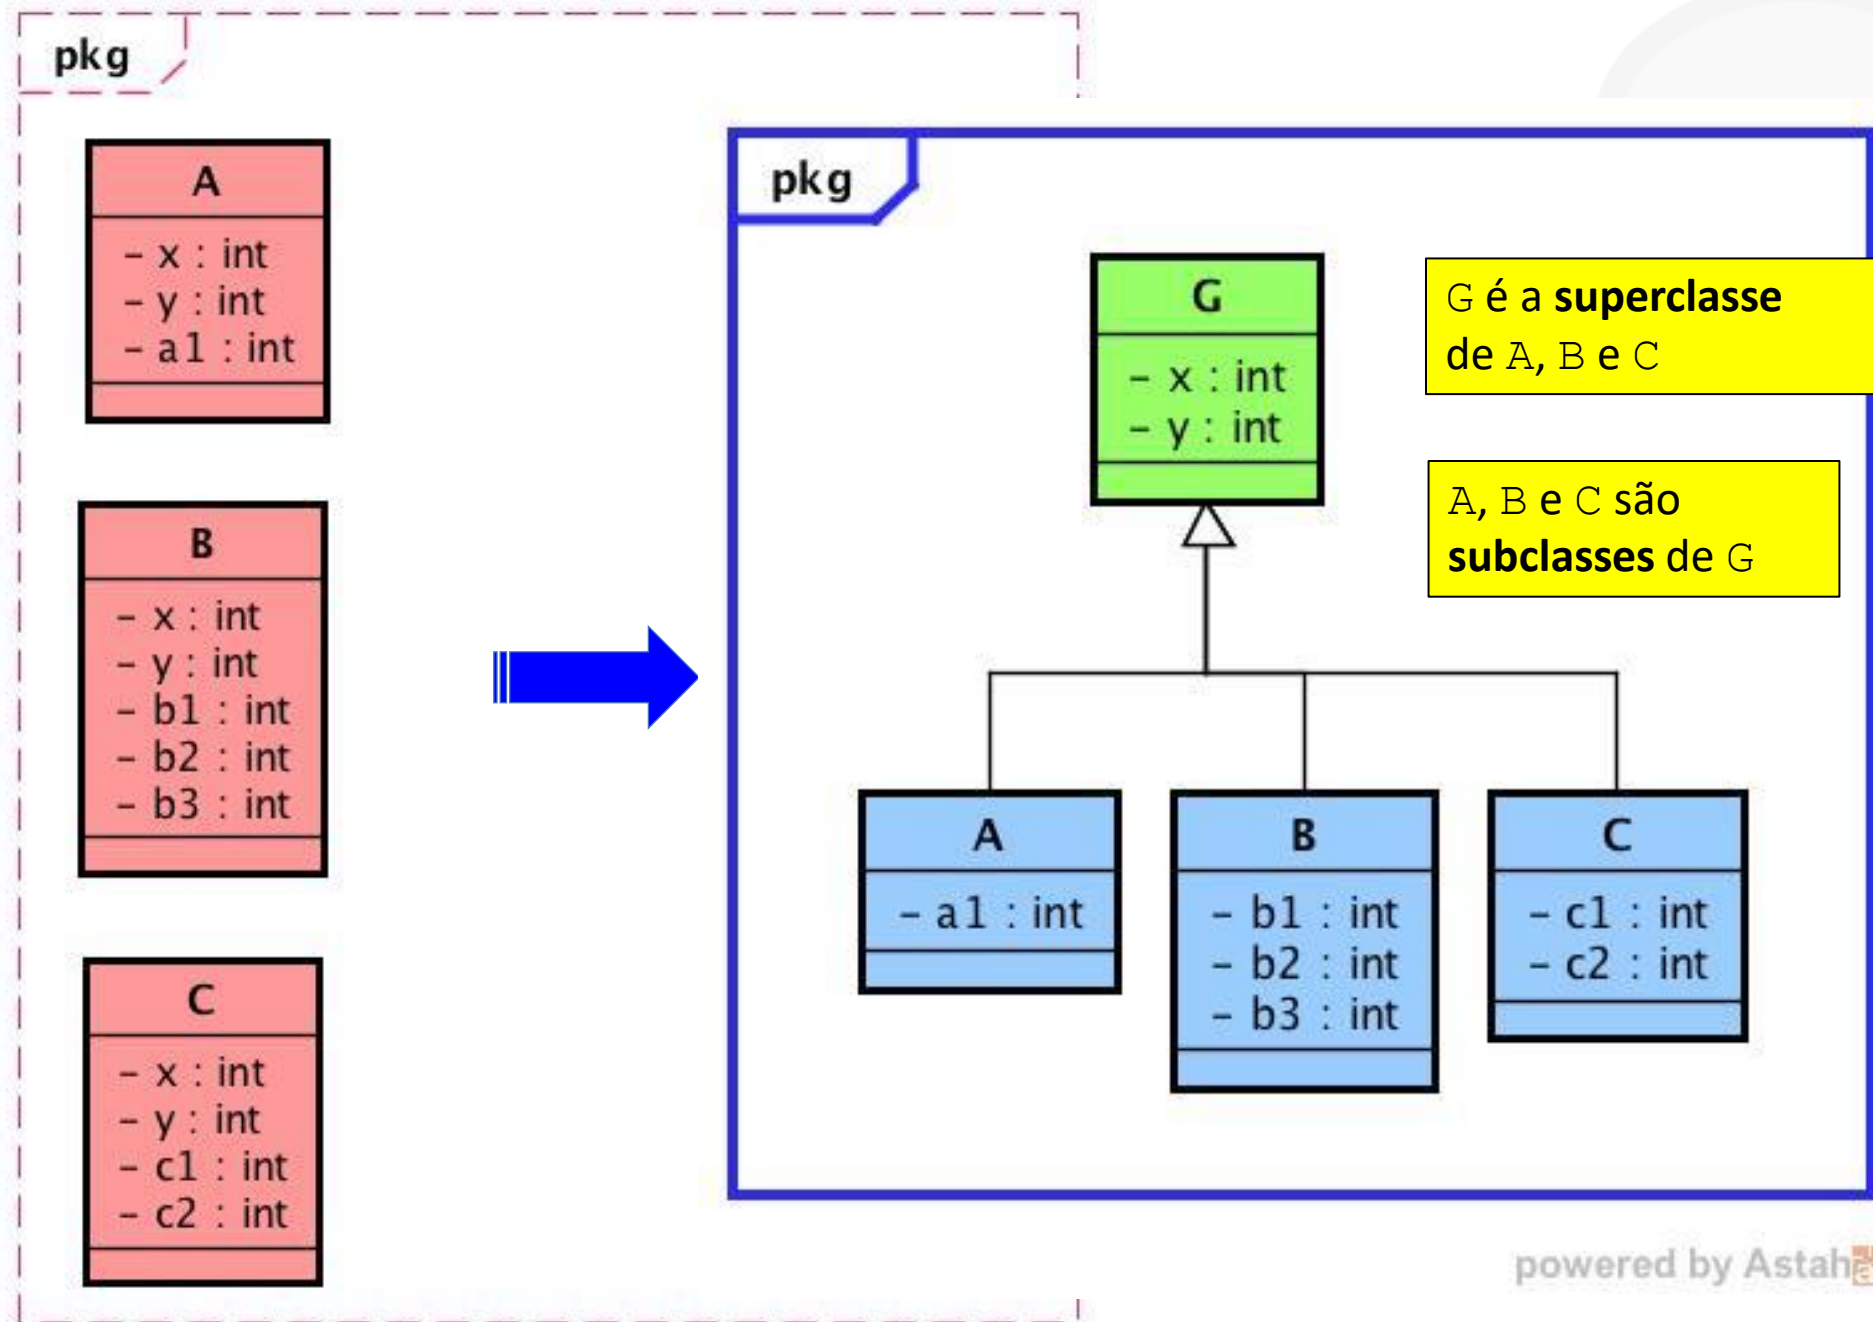 pkg
A
– x : int
– y : int
– a1 : int
B
– x : int
– y : int
– b1 : int
– b2 : int
– b3 : int
C
– x : int
– y : int
– c1 : int
– c2 : int
pkg
G
– x : int
– y : int
G é a superclasse
de A, B e C
A, B e C são
subclasses de G
A
– a1 : int
B
– b1 : int
– b2 : int
– b3 : int
C
– c1 : int
– c2 : int
powered by Astah